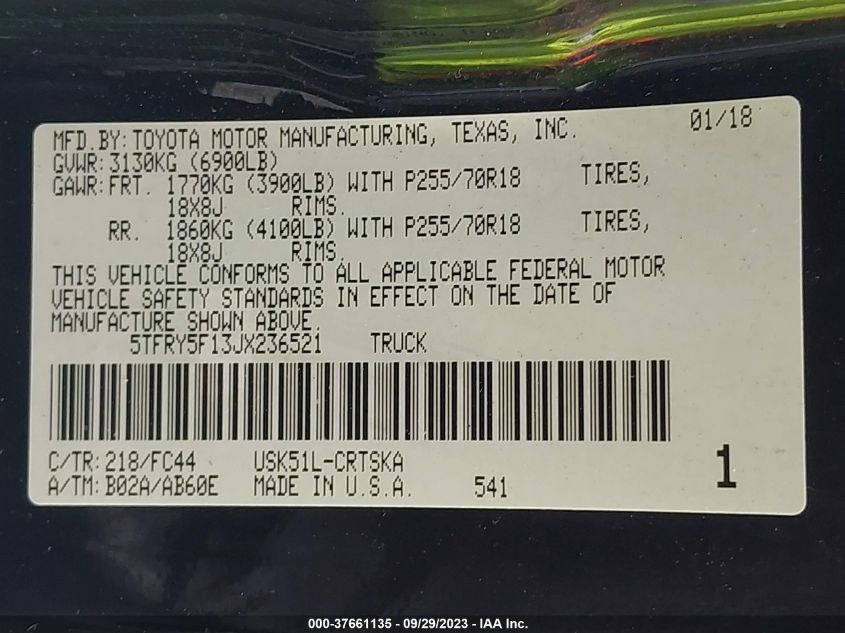 MFD.BY: TOYOTA MOTOR MANUFACTURING, TEXAS, INC. 01/18
GVWR: 3130KG (6900LB)
GAWR: FRT. 1770KG (3900LB) WITH P255/70R18 TIRES,
18X8J RIMS.
RR. 1860KG (4100LB) WITH P255/70R18 TIRES,
18X8J RIMS.
THIS VEHICLE CONFORMS TO ALL APPLICABLE FEDERAL MOTOR
VEHICLE SAFETY STANDARDS IN EFFECT ON THE DATE OF
MANUFACTURE SHOWN ABOVE.
5TFRY5F13JX236521 TRUCK
C/TR: 218/FC44 USK51L-CRTSKA
A/TM: B02A/AB60E MADE IN U.S.A. 541 1
000-37661135 - 09/29/2023 - IAA Inc.